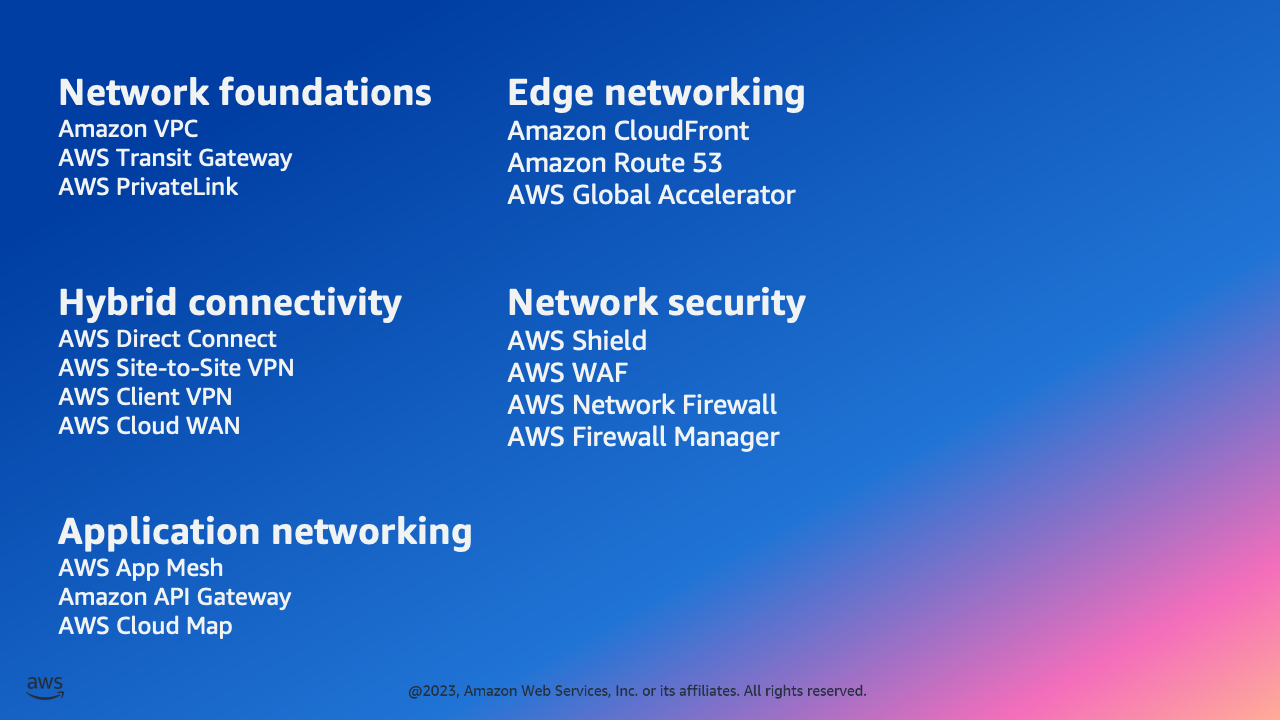 Network foundations
Amazon VPC
AWS Transit Gateway
AWS PrivateLink
Edge networking
Amazon CloudFront
Amazon Route 53
AWS Global Accelerator
Hybrid connectivity
AWS Direct Connect
AWS Site-to-Site VPN
AWS Client VPN
AWS Cloud WAN
Network security
AWS Shield
AWS WAF
AWS Network Firewall
AWS Firewall Manager
Application networking
AWS App Mesh
Amazon API Gateway
AWS Cloud Map
aws
@2023, Amazon Web Services, Inc. or its affiliates. All rights reserved.